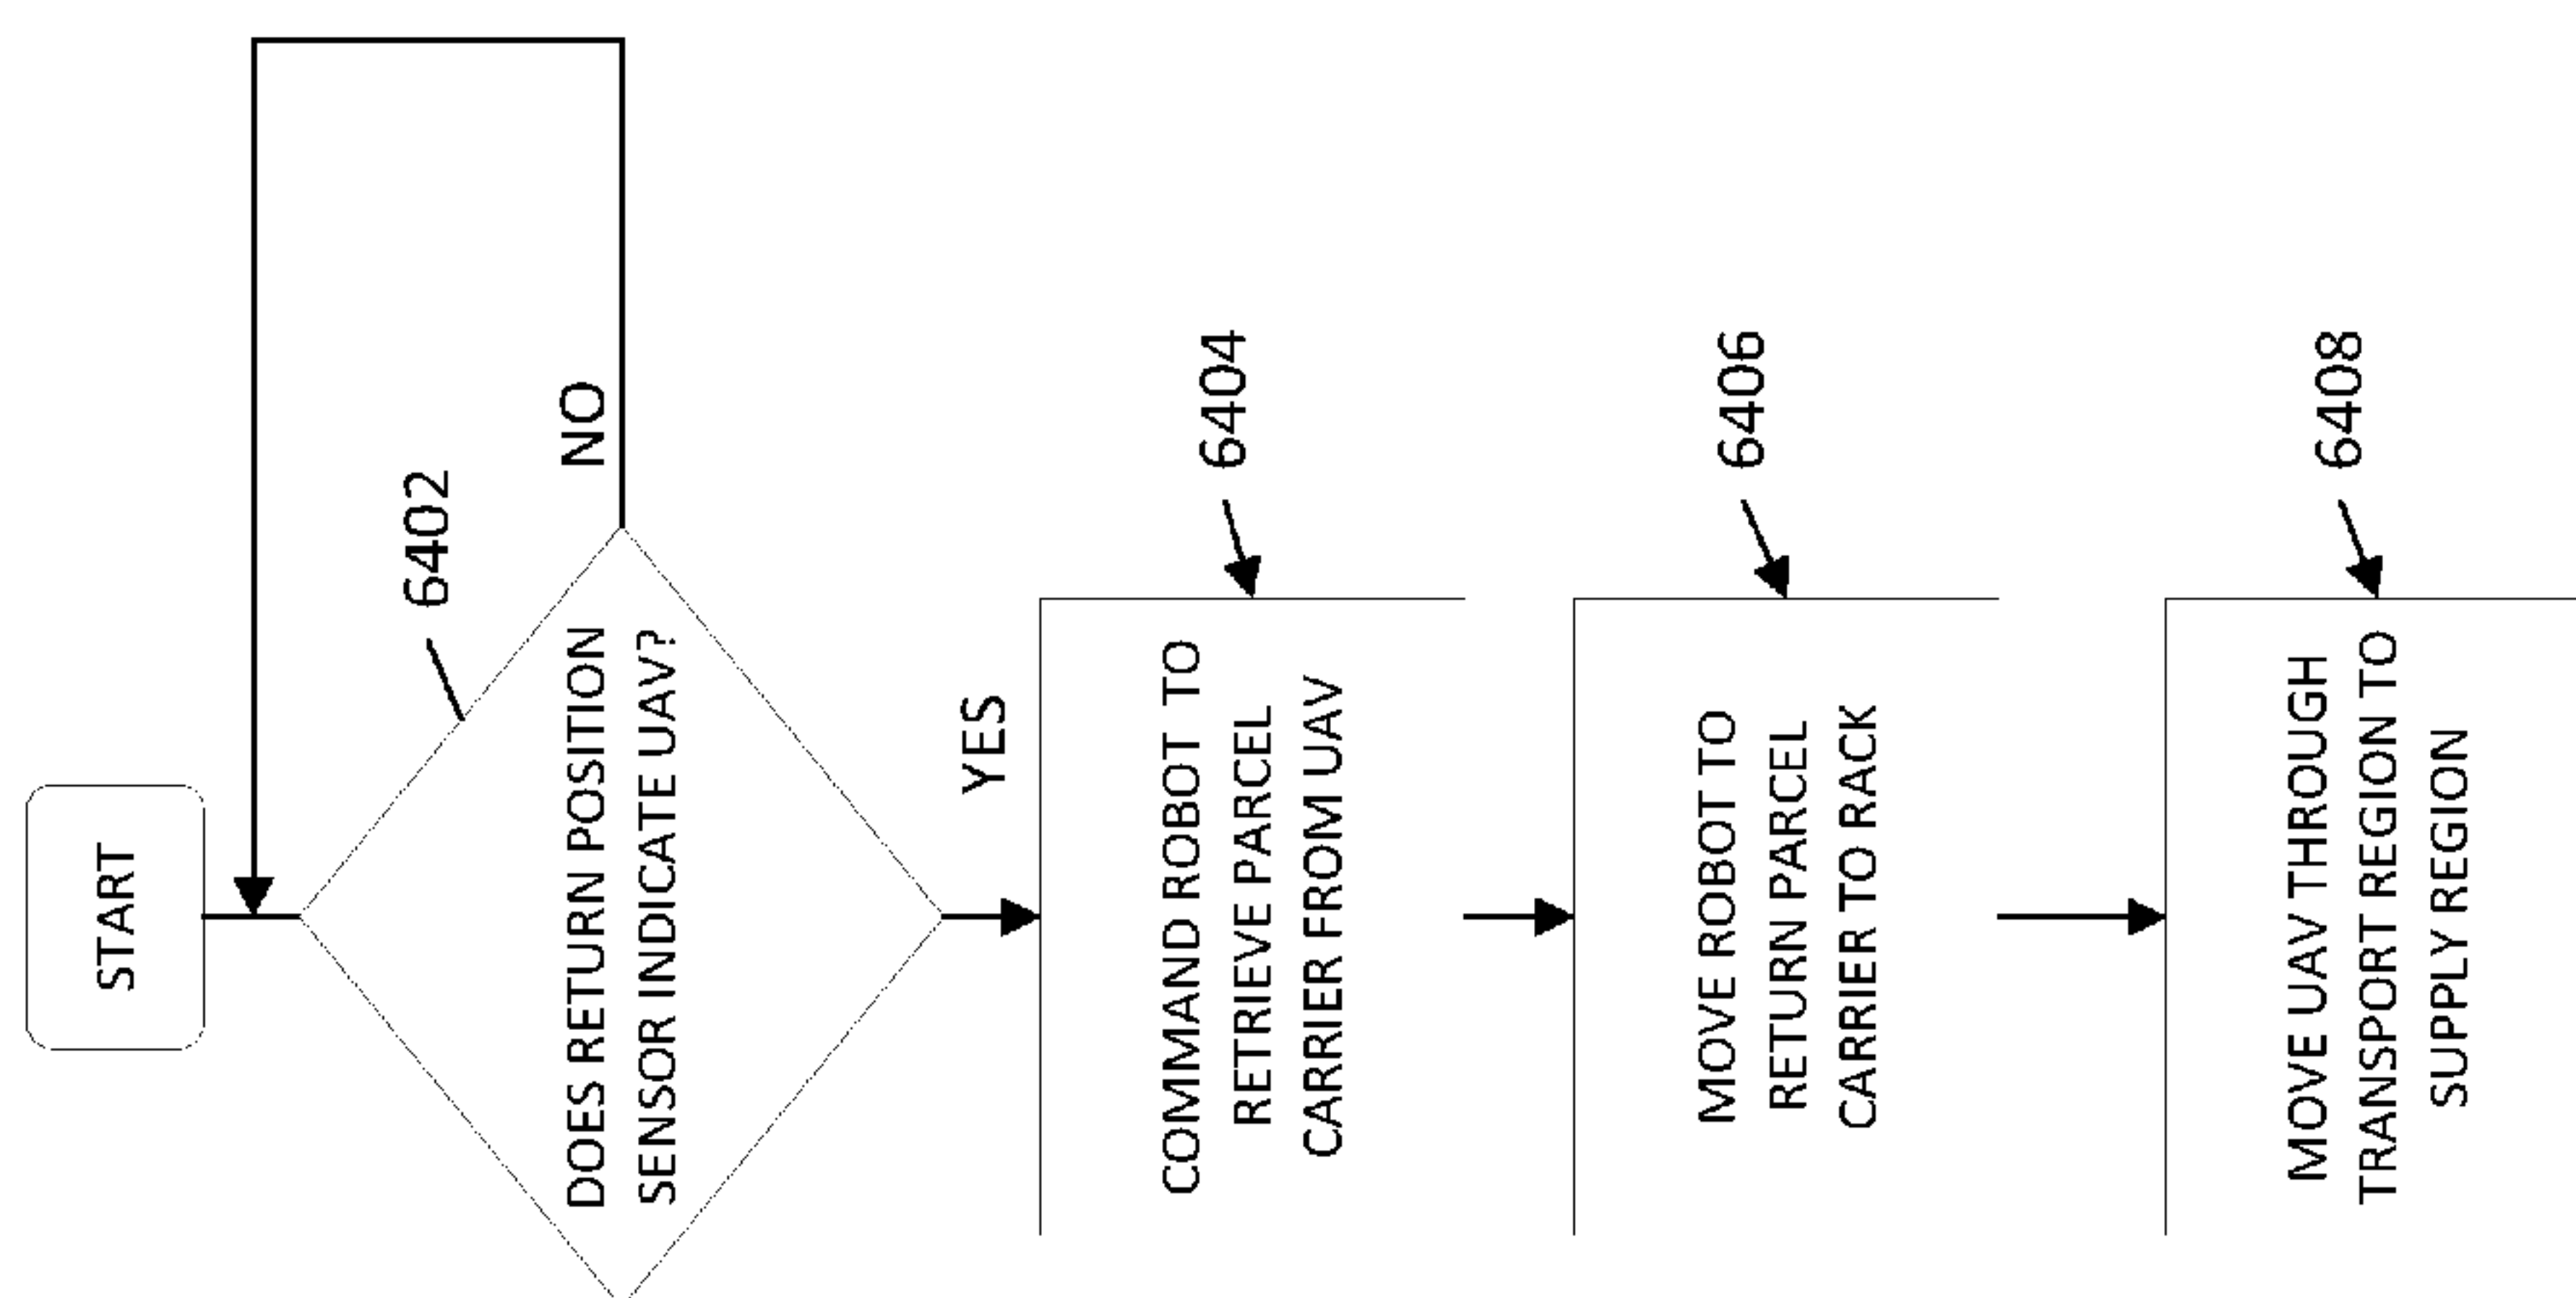 START
6402
DOES RETURN POSITION
SENSOR INDICATE UAV?
NO
YES
COMMAND ROBOT TO
RETRIEVE PARCEL
CARRIER FROM UAV
6404
MOVE ROBOT TO
RETURN PARCEL
CARRIER TO RACK
6406
MOVE UAV THROUGH
TRANSPORT REGION TO
SUPPLY REGION
6408